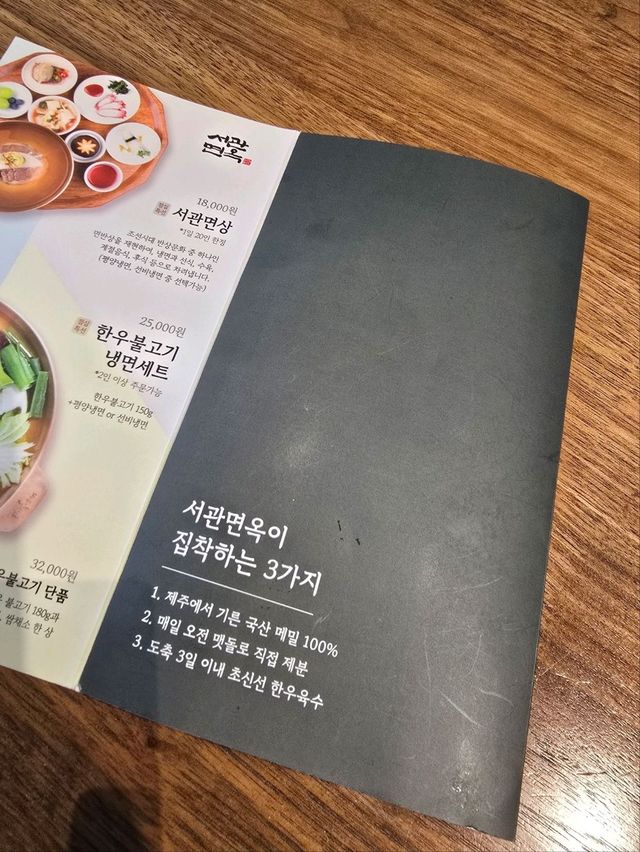 서관
면옥
18,000원
서관면상
*1일 20인 한정
조선시대 반상문화 중 하나인
면반상을 재현하여, 냉면과 선식, 수육,
계절음식, 후식 등으로 차려냅니다.
(평양냉면, 선비냉면 중 선택가능)
25,000원
한우불고기
냉면세트
*2인 이상 주문가능
한우불고기 150g
+평양냉면 or 선비냉면
32,000원
우불고기 단품
불고기 180g과
쌈채소 한 상
서관면옥이
집착하는 3가지
1. 제주에서 기른 국산 메밀 100%
2. 매일 오전 맷돌로 직접 제분
3. 도축 3일 이내 초신선 한우육수